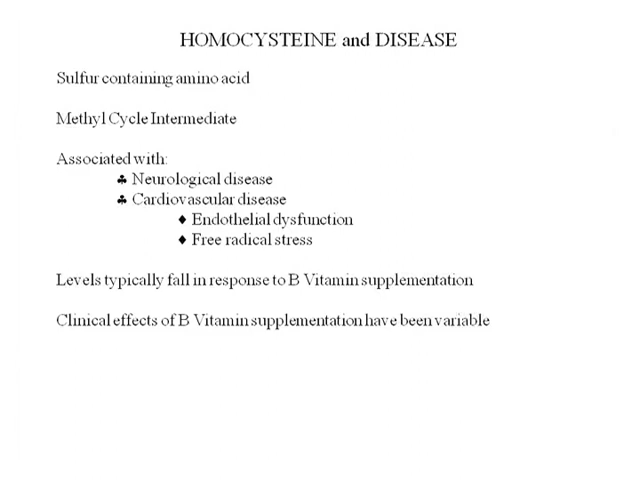 HOMOCYSTEINE and DISEASE
Sulfur containing amino acid
Methyl Cycle Intermediate
Associated with:
♣ Neurological disease
♣ Cardiovascular disease
♦ Endothelial dysfunction
♦ Free radical stress
Levels typically fall in response to B Vitamin supplementation
Clinical effects of B Vitamin supplementation have been variable